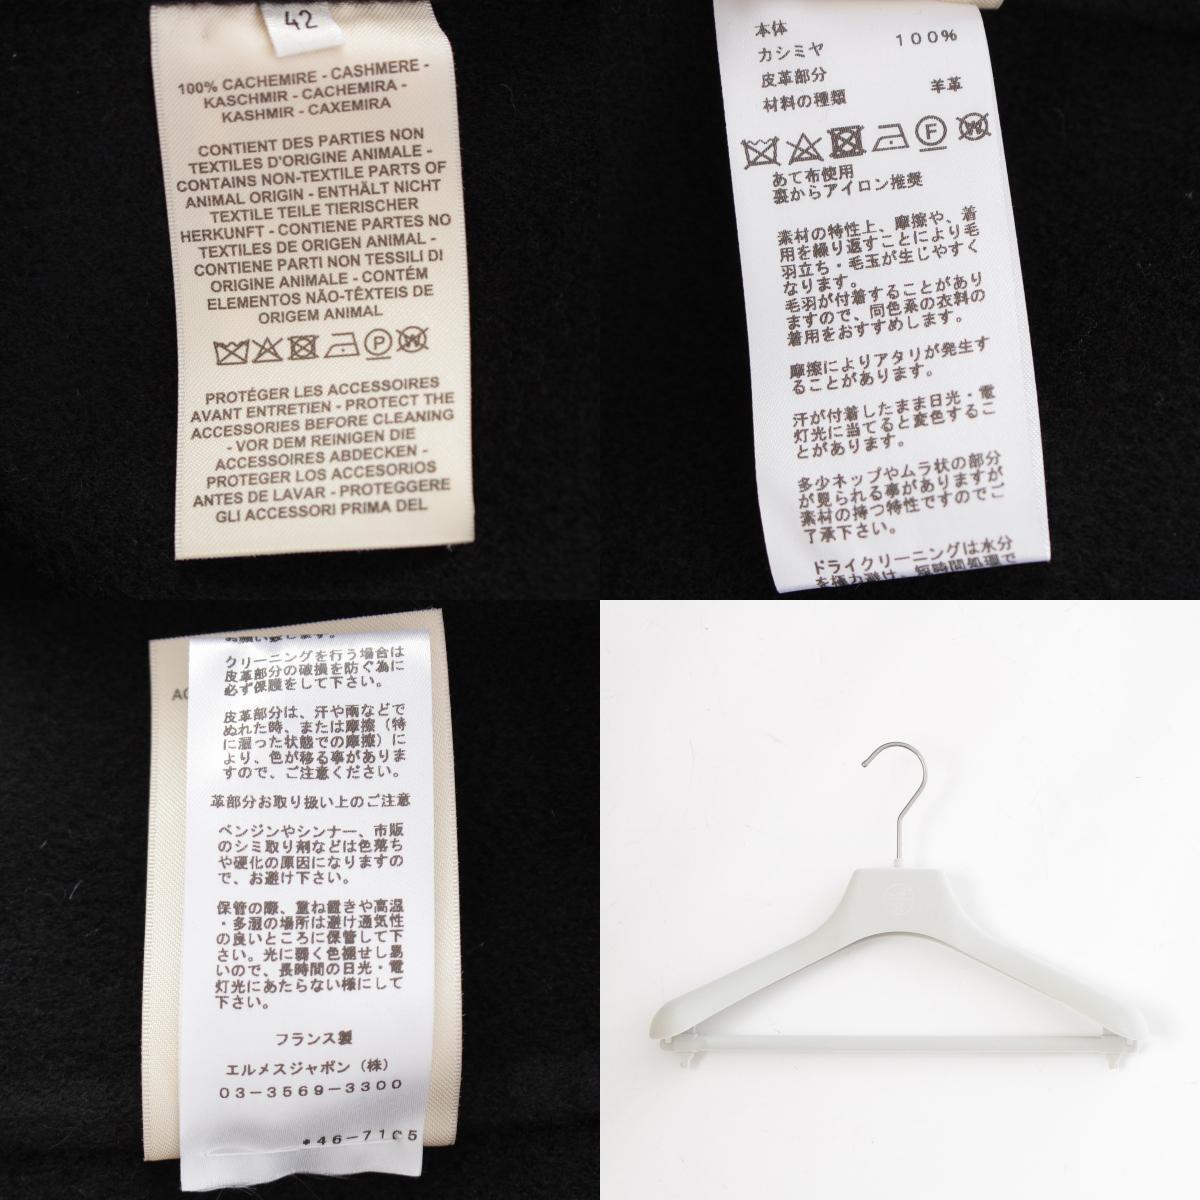 42
100% CACHEMIRE - CASHMERE -
KASCHMIR - CACHEMIRA -
KASHMIR - CAXEMIRA
CONTIENT DES PARTIES NON
TEXTILES D'ORIGINE ANIMALE -
CONTAINS NON-TEXTILE PARTS OF
ANIMAL ORIGIN - ENTHÄLT NICHT
TEXTILE TEILE TIERISCHER
HERKUNFT - CONTIENE PARTES NO
TEXTILES DE ORIGEN ANIMAL -
CONTIENE PARTI NON TESSILI DI
ORIGINE ANIMALE - CONTÉM
ELEMENTOS NÃO-TÊXTEIS DE
ORIGEM ANIMAL
P W
PROTÉGER LES ACCESSOIRES
AVANT ENTRETIEN - PROTECT THE
ACCESSORIES BEFORE CLEANING
- VOR DEM REINIGEN DIE
ACCESSOIRES ABDECKEN -
PROTEGER LOS ACCESORIOS
ANTES DE LAVAR - PROTEGGERE
GLI ACCESSORI PRIMA DEL
本体
カシミヤ 100%
皮革部分
材料の種類 羊革
F W
あて布使用
裏からアイロン推奨
素材の特性上、摩擦や、着
用を繰り返すことにより毛
羽立ち・毛玉が生じやすく
なります。
毛羽が付着することがあり
ますので、同色系の衣料の
着用をおすすめします。
摩擦によりアタリが発生す
ることがあります。
汗が付着したまま日光・電
灯光に当てると変色するこ
とがあります。
多少ネップやムラ状の部分
が見られる事がありますが
素材の持つ特性ですのでご
了承下さい。
ドライクリーニングは水分
を極力避け、短時間処理で
お願い致します。
クリーニングを行う場合は
皮革部分の破損を防ぐ為に
必ず保護をして下さい。
皮革部分は、汗や雨などで
ぬれた時、または摩擦（特
に湿った状態での摩擦）に
より、色が移る事がありま
すので、ご注意ください。
革部分お取り扱い上のご注意
ベンジンやシンナー、市販
のシミ取り剤などは色落ち
や硬化の原因になりますの
で、お避け下さい。
保管の際、重ね置きや高温
・多湿の場所は避け通気性
の良いところに保管して下
さい。光に弱く色褪せし易
いので、長時間の日光・電
灯光にあたらない様にして
下さい。
フランス製
エルメスジャポン（株）
03-3569-3300
*46-7105